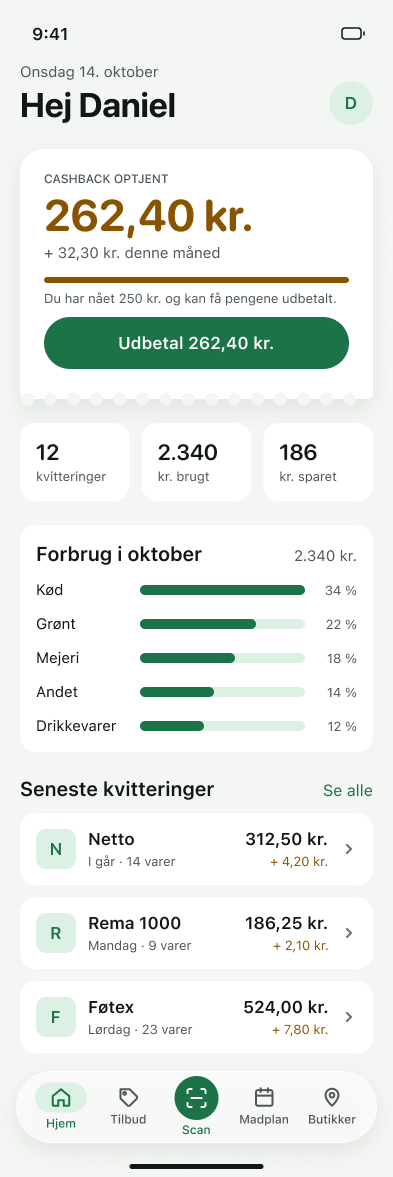 9:41
Onsdag 14. oktober
Hej Daniel
D
CASHBACK OPTJENT
262,40 kr.
+ 32,30 kr. denne måned
Du har nået 250 kr. og kan få pengene udbetalt.
Udbetal 262,40 kr.
12
kvitteringer
2.340
kr. brugt
186
kr. sparet
Forbrug i oktober
2.340 kr.
Kød
34 %
Grønt
22 %
Mejeri
18 %
Andet
14 %
Drikkevarer
12 %
Seneste kvitteringer
Se alle
N
Netto
I går · 14 varer
312,50 kr.
+ 4,20 kr.
R
Rema 1000
Mandag · 9 varer
186,25 kr.
+ 2,10 kr.
F
Føtex
Lørdag · 23 varer
524,00 kr.
+ 7,80 kr.
Hjem
Tilbud
Scan
Madplan
Butikker